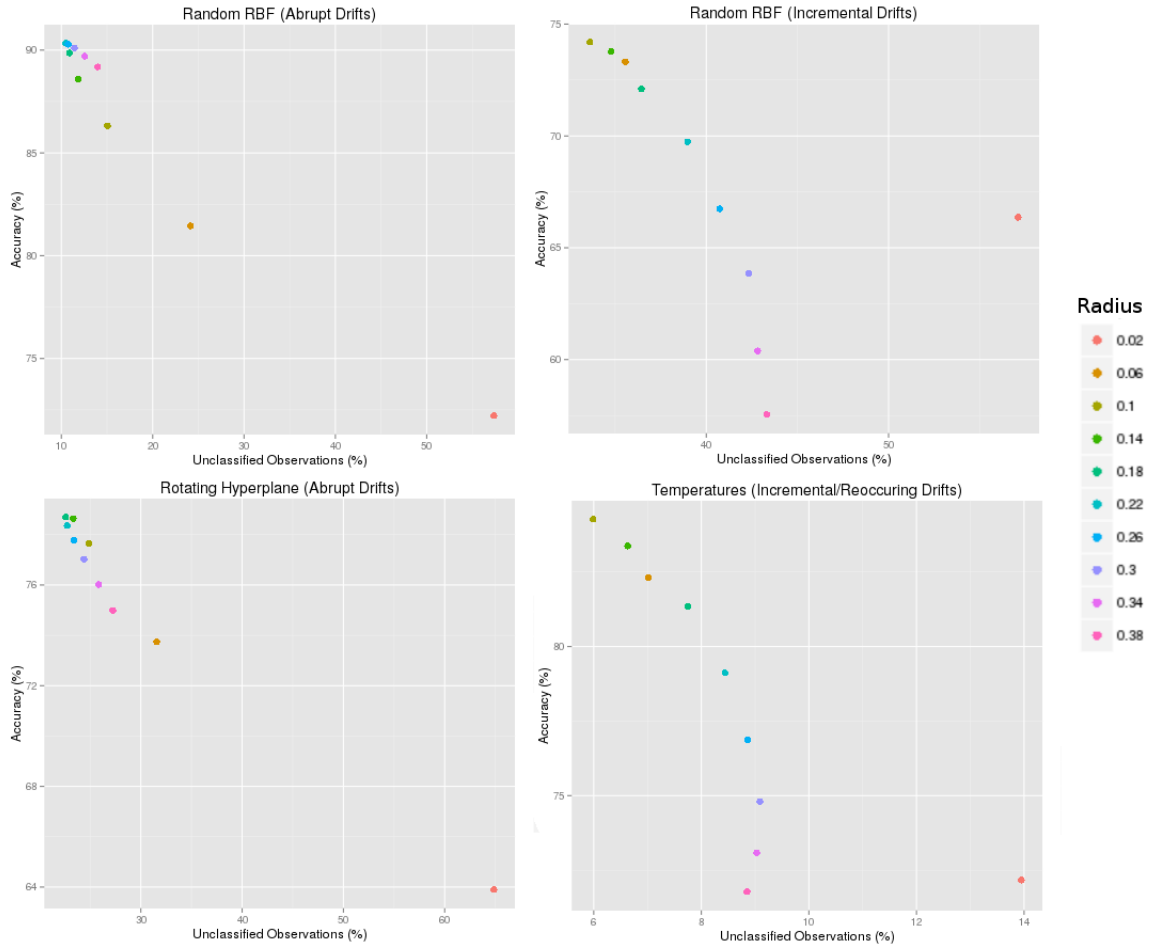 Random RBF (Abrupt Drifts)
90
85
80
75
Accuracy (%)
10 20 30 40 50
Unclassified Observations (%)
Random RBF (Incremental Drifts)
75
70
65
60
Accuracy (%)
40 50
Unclassified Observations (%)
Rotating Hyperplane (Abrupt Drifts)
76
72
68
64
Accuracy (%)
30 40 50 60
Unclassified Observations (%)
Temperatures (Incremental/Reoccuring Drifts)
80
75
Accuracy (%)
6 8 10 12 14
Unclassified Observations (%)
Radius
0.02
0.06
0.1
0.14
0.18
0.22
0.26
0.3
0.34
0.38